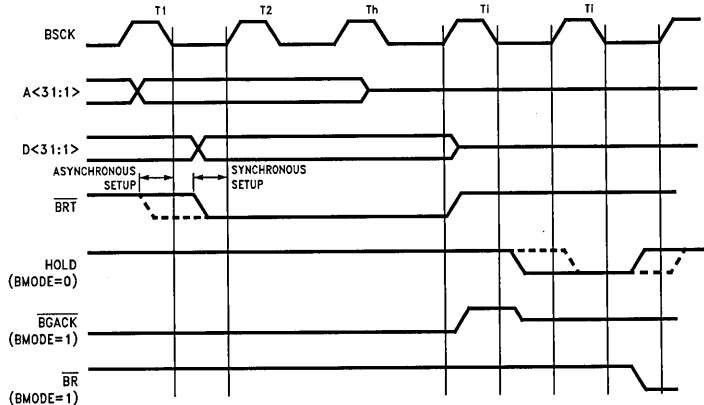 T1 T2 Th Ti Ti
BSCK
A<31:1>
D<31:1>
ASYNCHRONOUS SETUP
SYNCHRONOUS SETUP
BRT
HOLD
(BMODE=0)
BGACK
(BMODE=1)
BR
(BMODE=1)